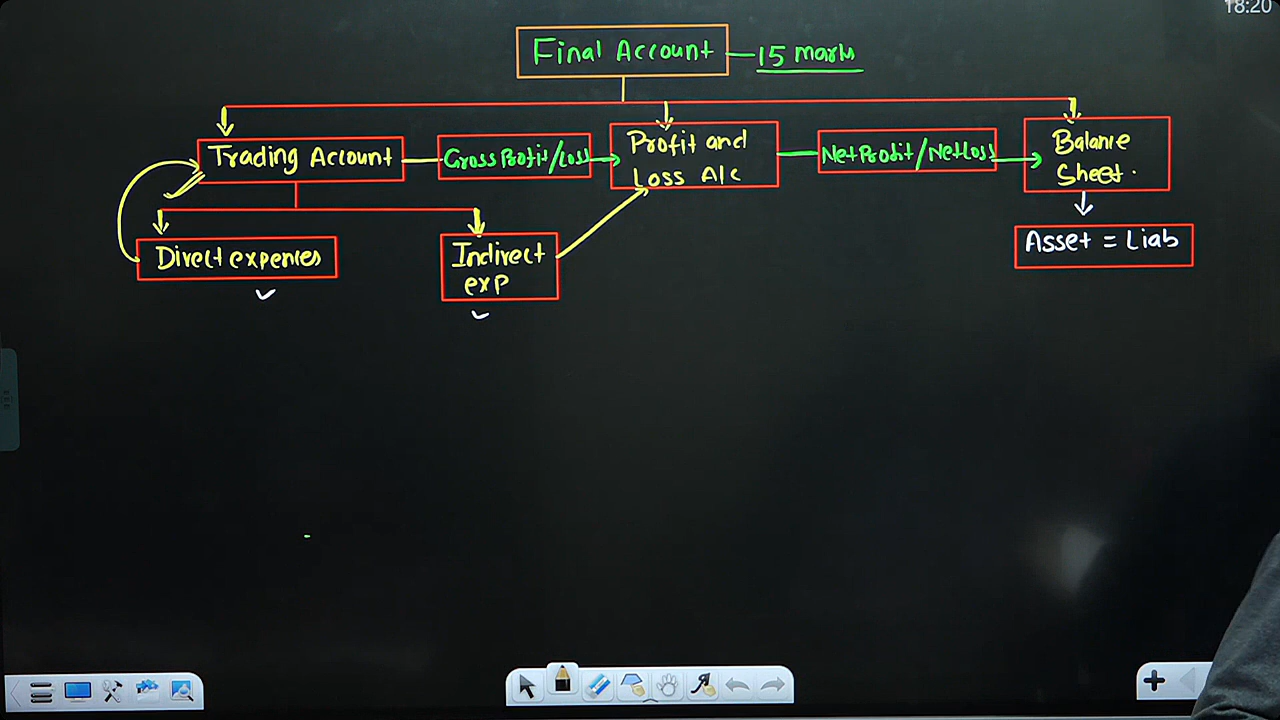 18:20
Final Account
15 marks
Trading Account
Gross Profit/Loss
Profit and
Loss A/c
Net Profit/Net Loss
Balance
Sheet.
Direct expenses
Indirect
exp
Asset = Liab